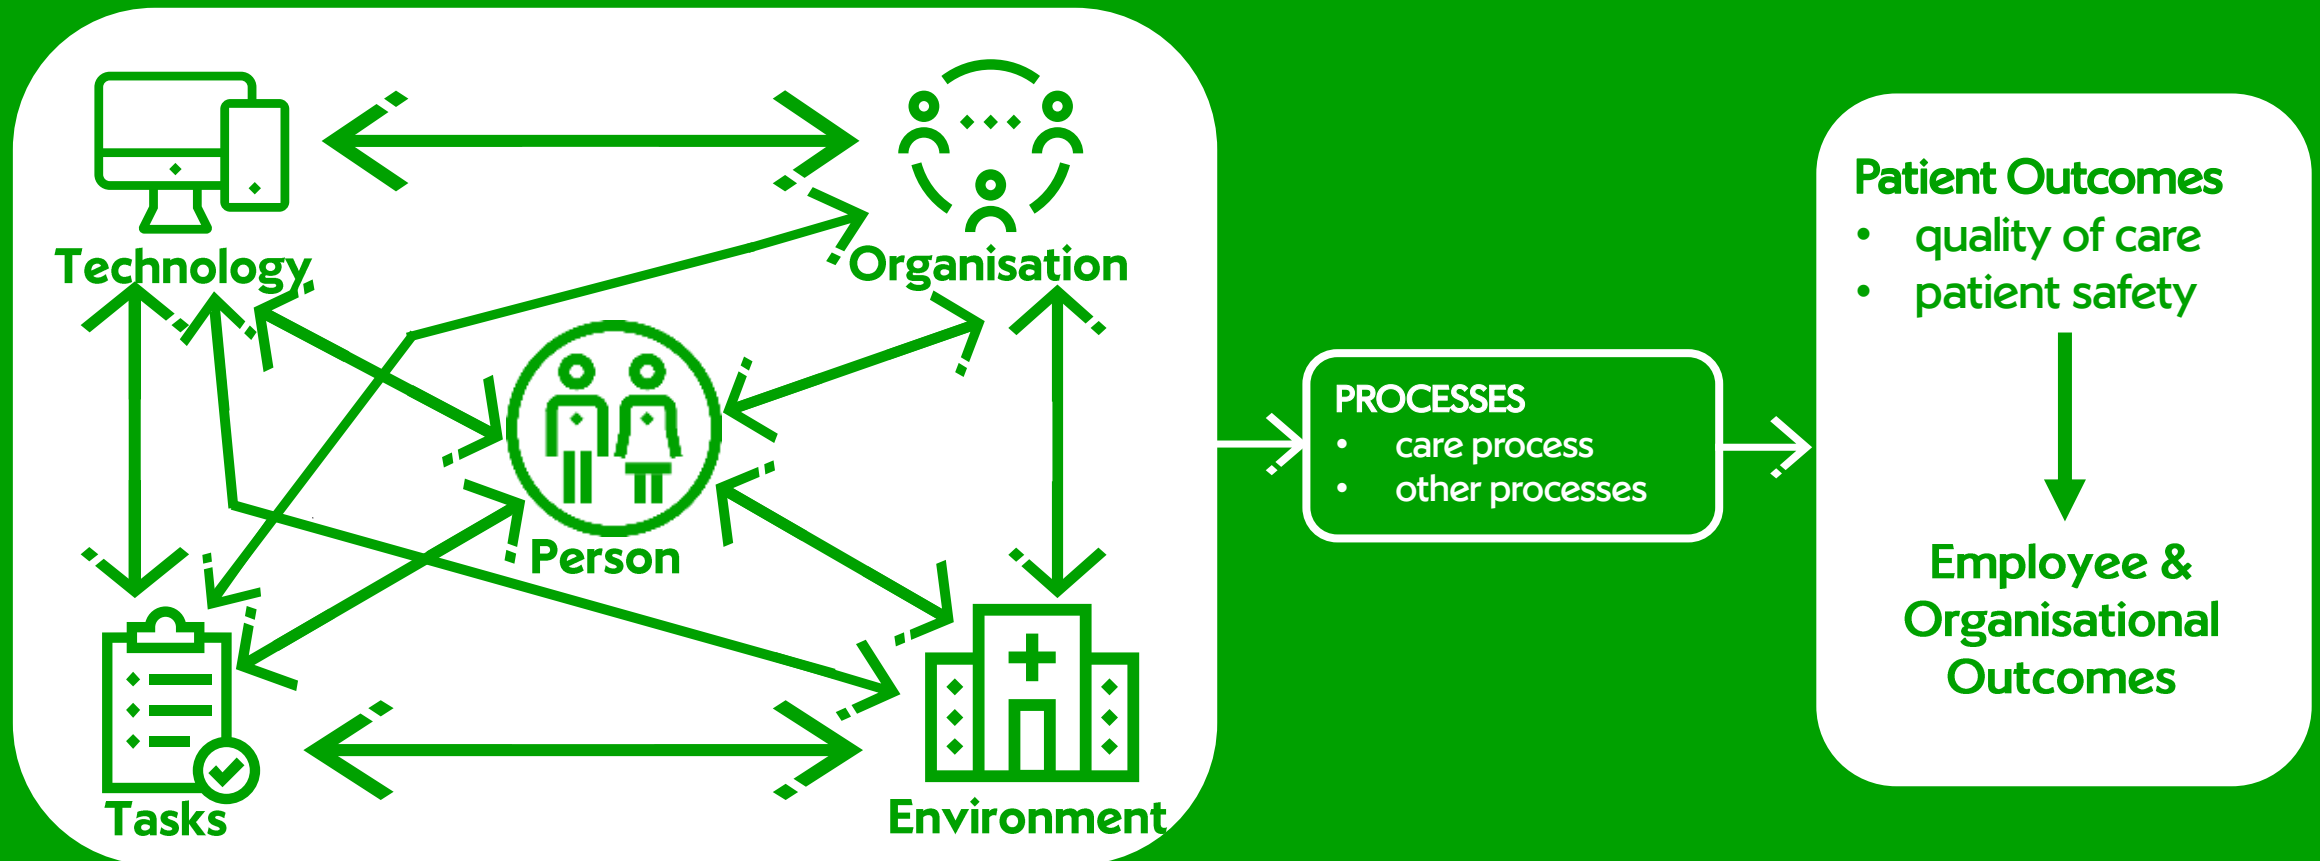 Technology
Organisation
Person
Tasks
Environment
PROCESSES
• care process
• other processes
Patient Outcomes
• quality of care
• patient safety
Employee &
Organisational
Outcomes